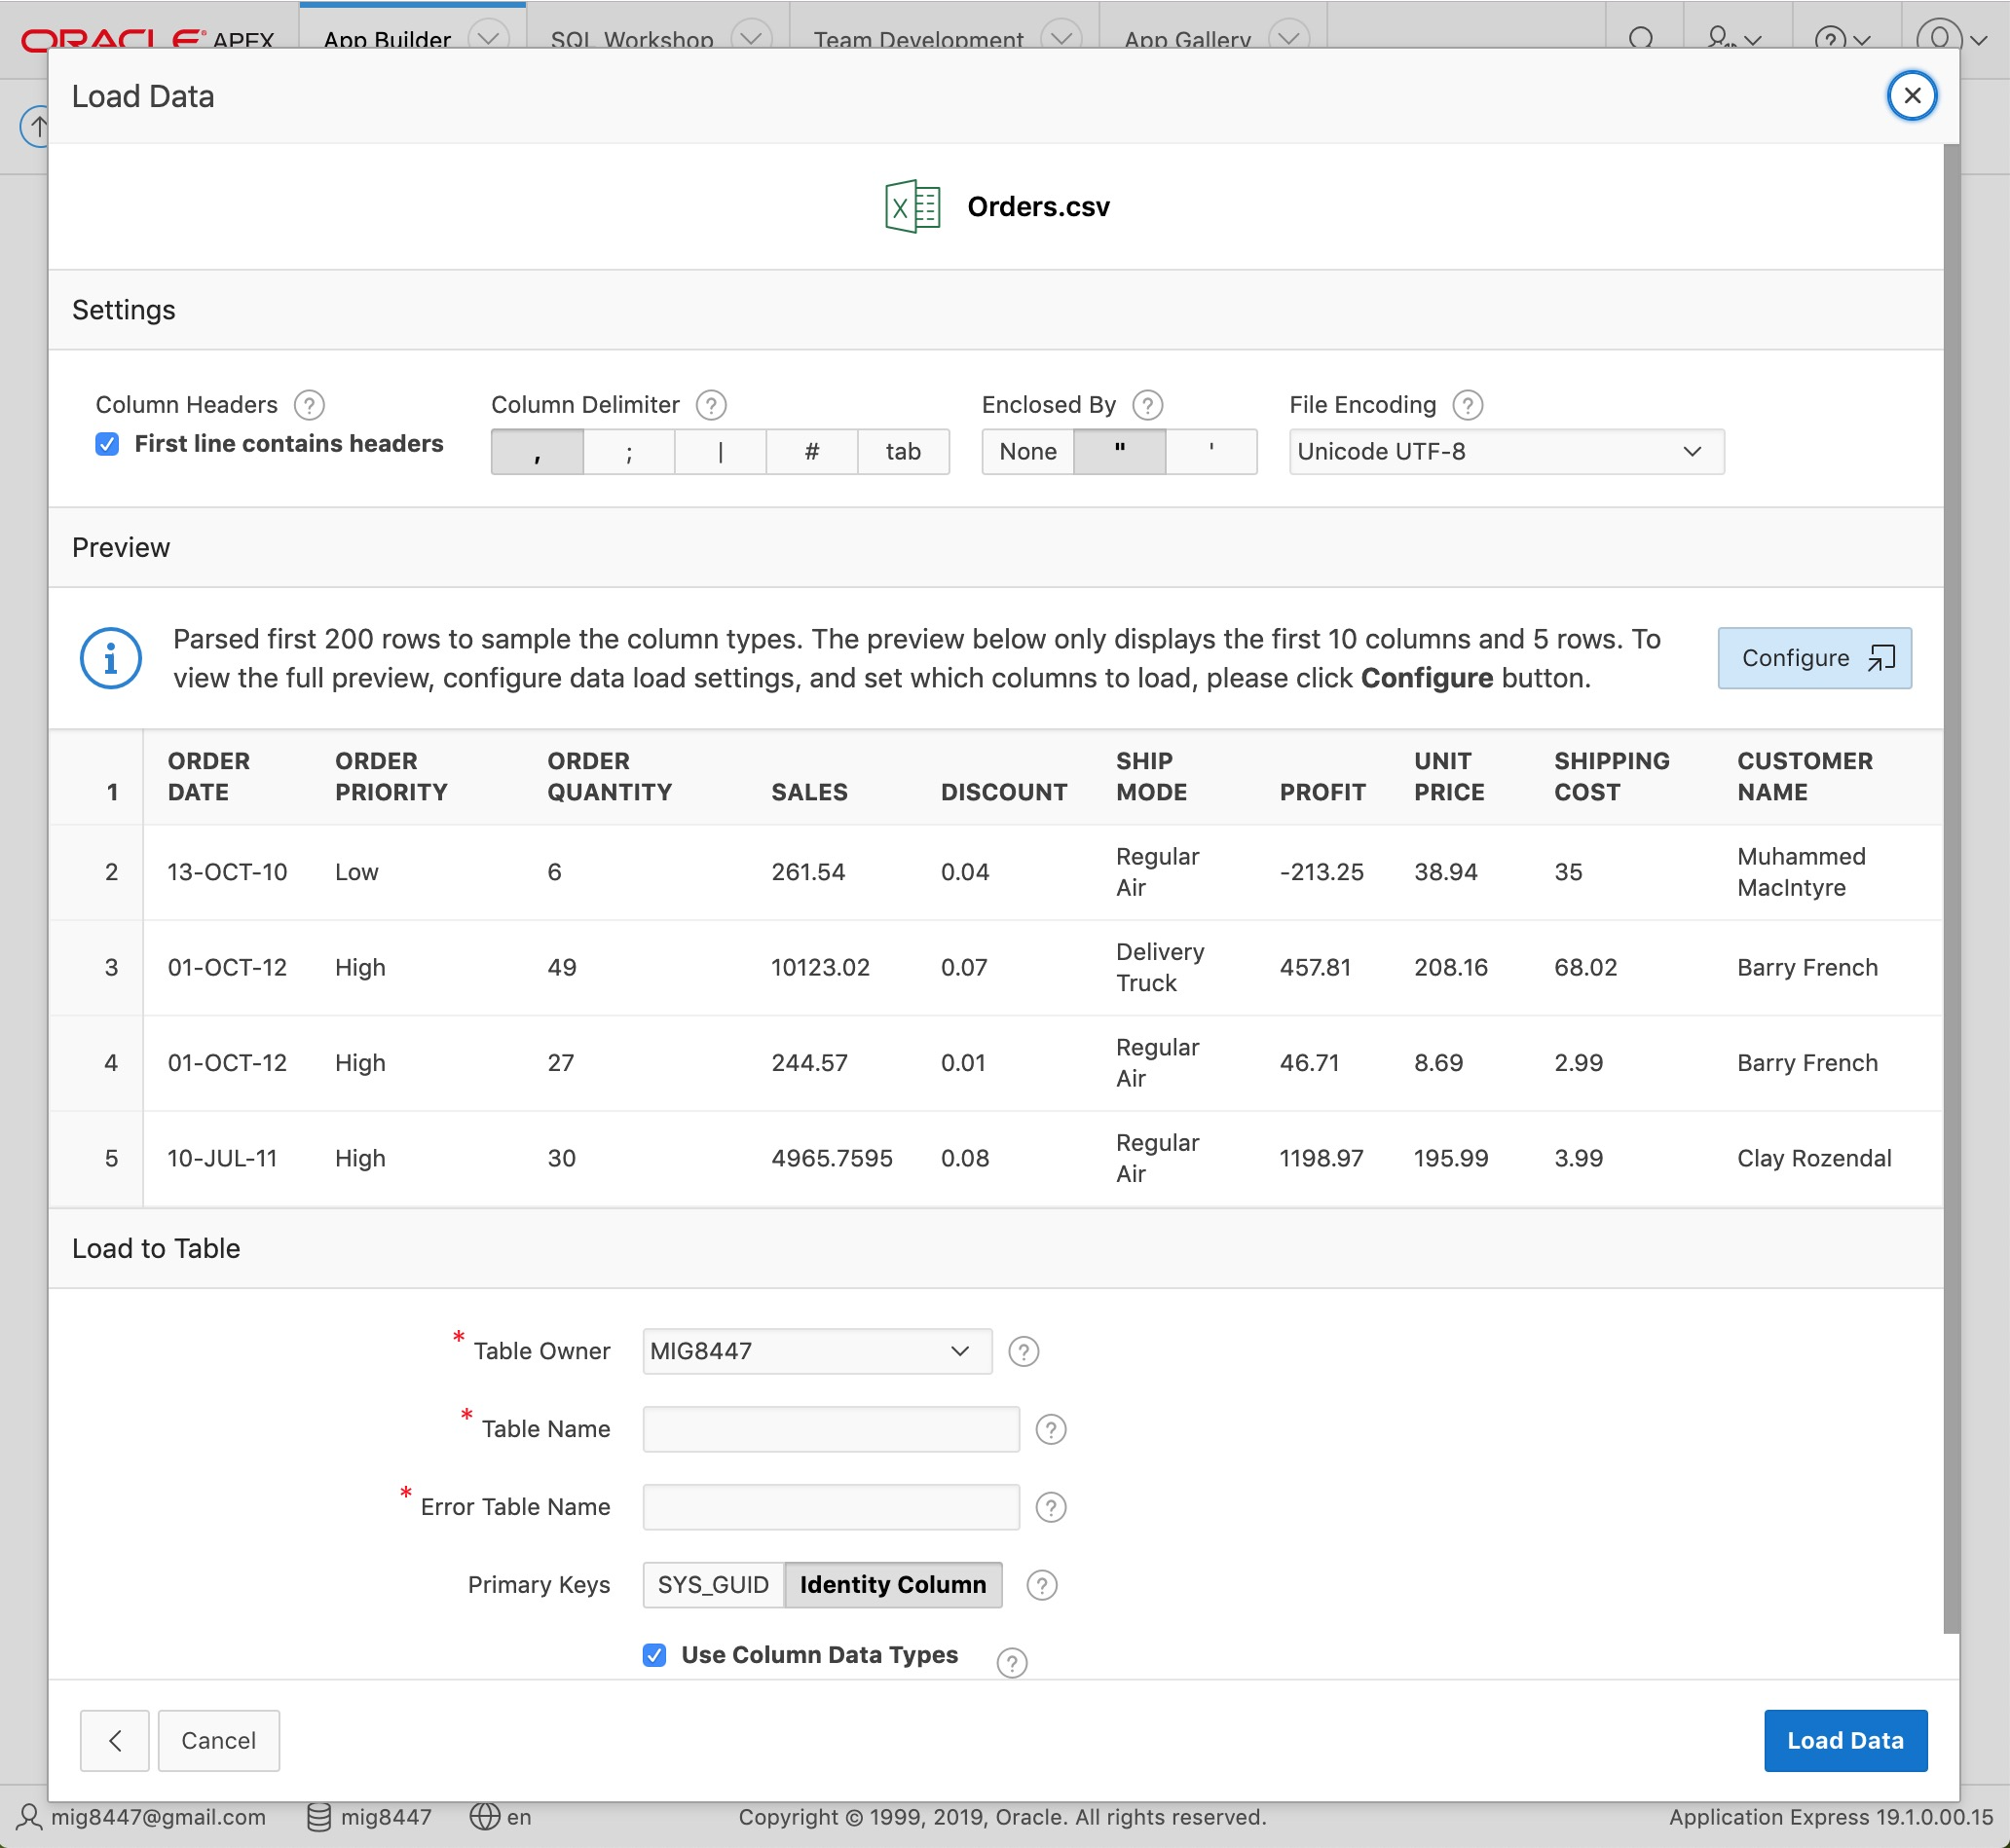 ORACLE APEX App Builder SQL Workshop Team Development App Gallery
Load Data
Orders.csv
Settings
Column Headers ? Column Delimiter ? Enclosed By ? File Encoding ?
First line contains headers , ; | # tab None " ' Unicode UTF-8
Preview
Parsed first 200 rows to sample the column types. The preview below only displays the first 10 columns and 5 rows. To
view the full preview, configure data load settings, and set which columns to load, please click Configure button.
Configure
1 ORDER DATE ORDER PRIORITY ORDER QUANTITY SALES DISCOUNT SHIP MODE PROFIT UNIT PRICE SHIPPING COST CUSTOMER NAME
2 13-OCT-10 Low 6 261.54 0.04 Regular Air -213.25 38.94 35 Muhammed MacIntyre
3 01-OCT-12 High 49 10123.02 0.07 Delivery Truck 457.81 208.16 68.02 Barry French
4 01-OCT-12 High 27 244.57 0.01 Regular Air 46.71 8.69 2.99 Barry French
5 10-JUL-11 High 30 4965.7595 0.08 Regular Air 1198.97 195.99 3.99 Clay Rozendal
Load to Table
* Table Owner MIG8447 ?
* Table Name ?
* Error Table Name ?
Primary Keys SYS_GUID Identity Column ?
Use Column Data Types ?
Cancel Load Data
mig8447@gmail.com mig8447 en Copyright © 1999, 2019, Oracle. All rights reserved. Application Express 19.1.0.00.15